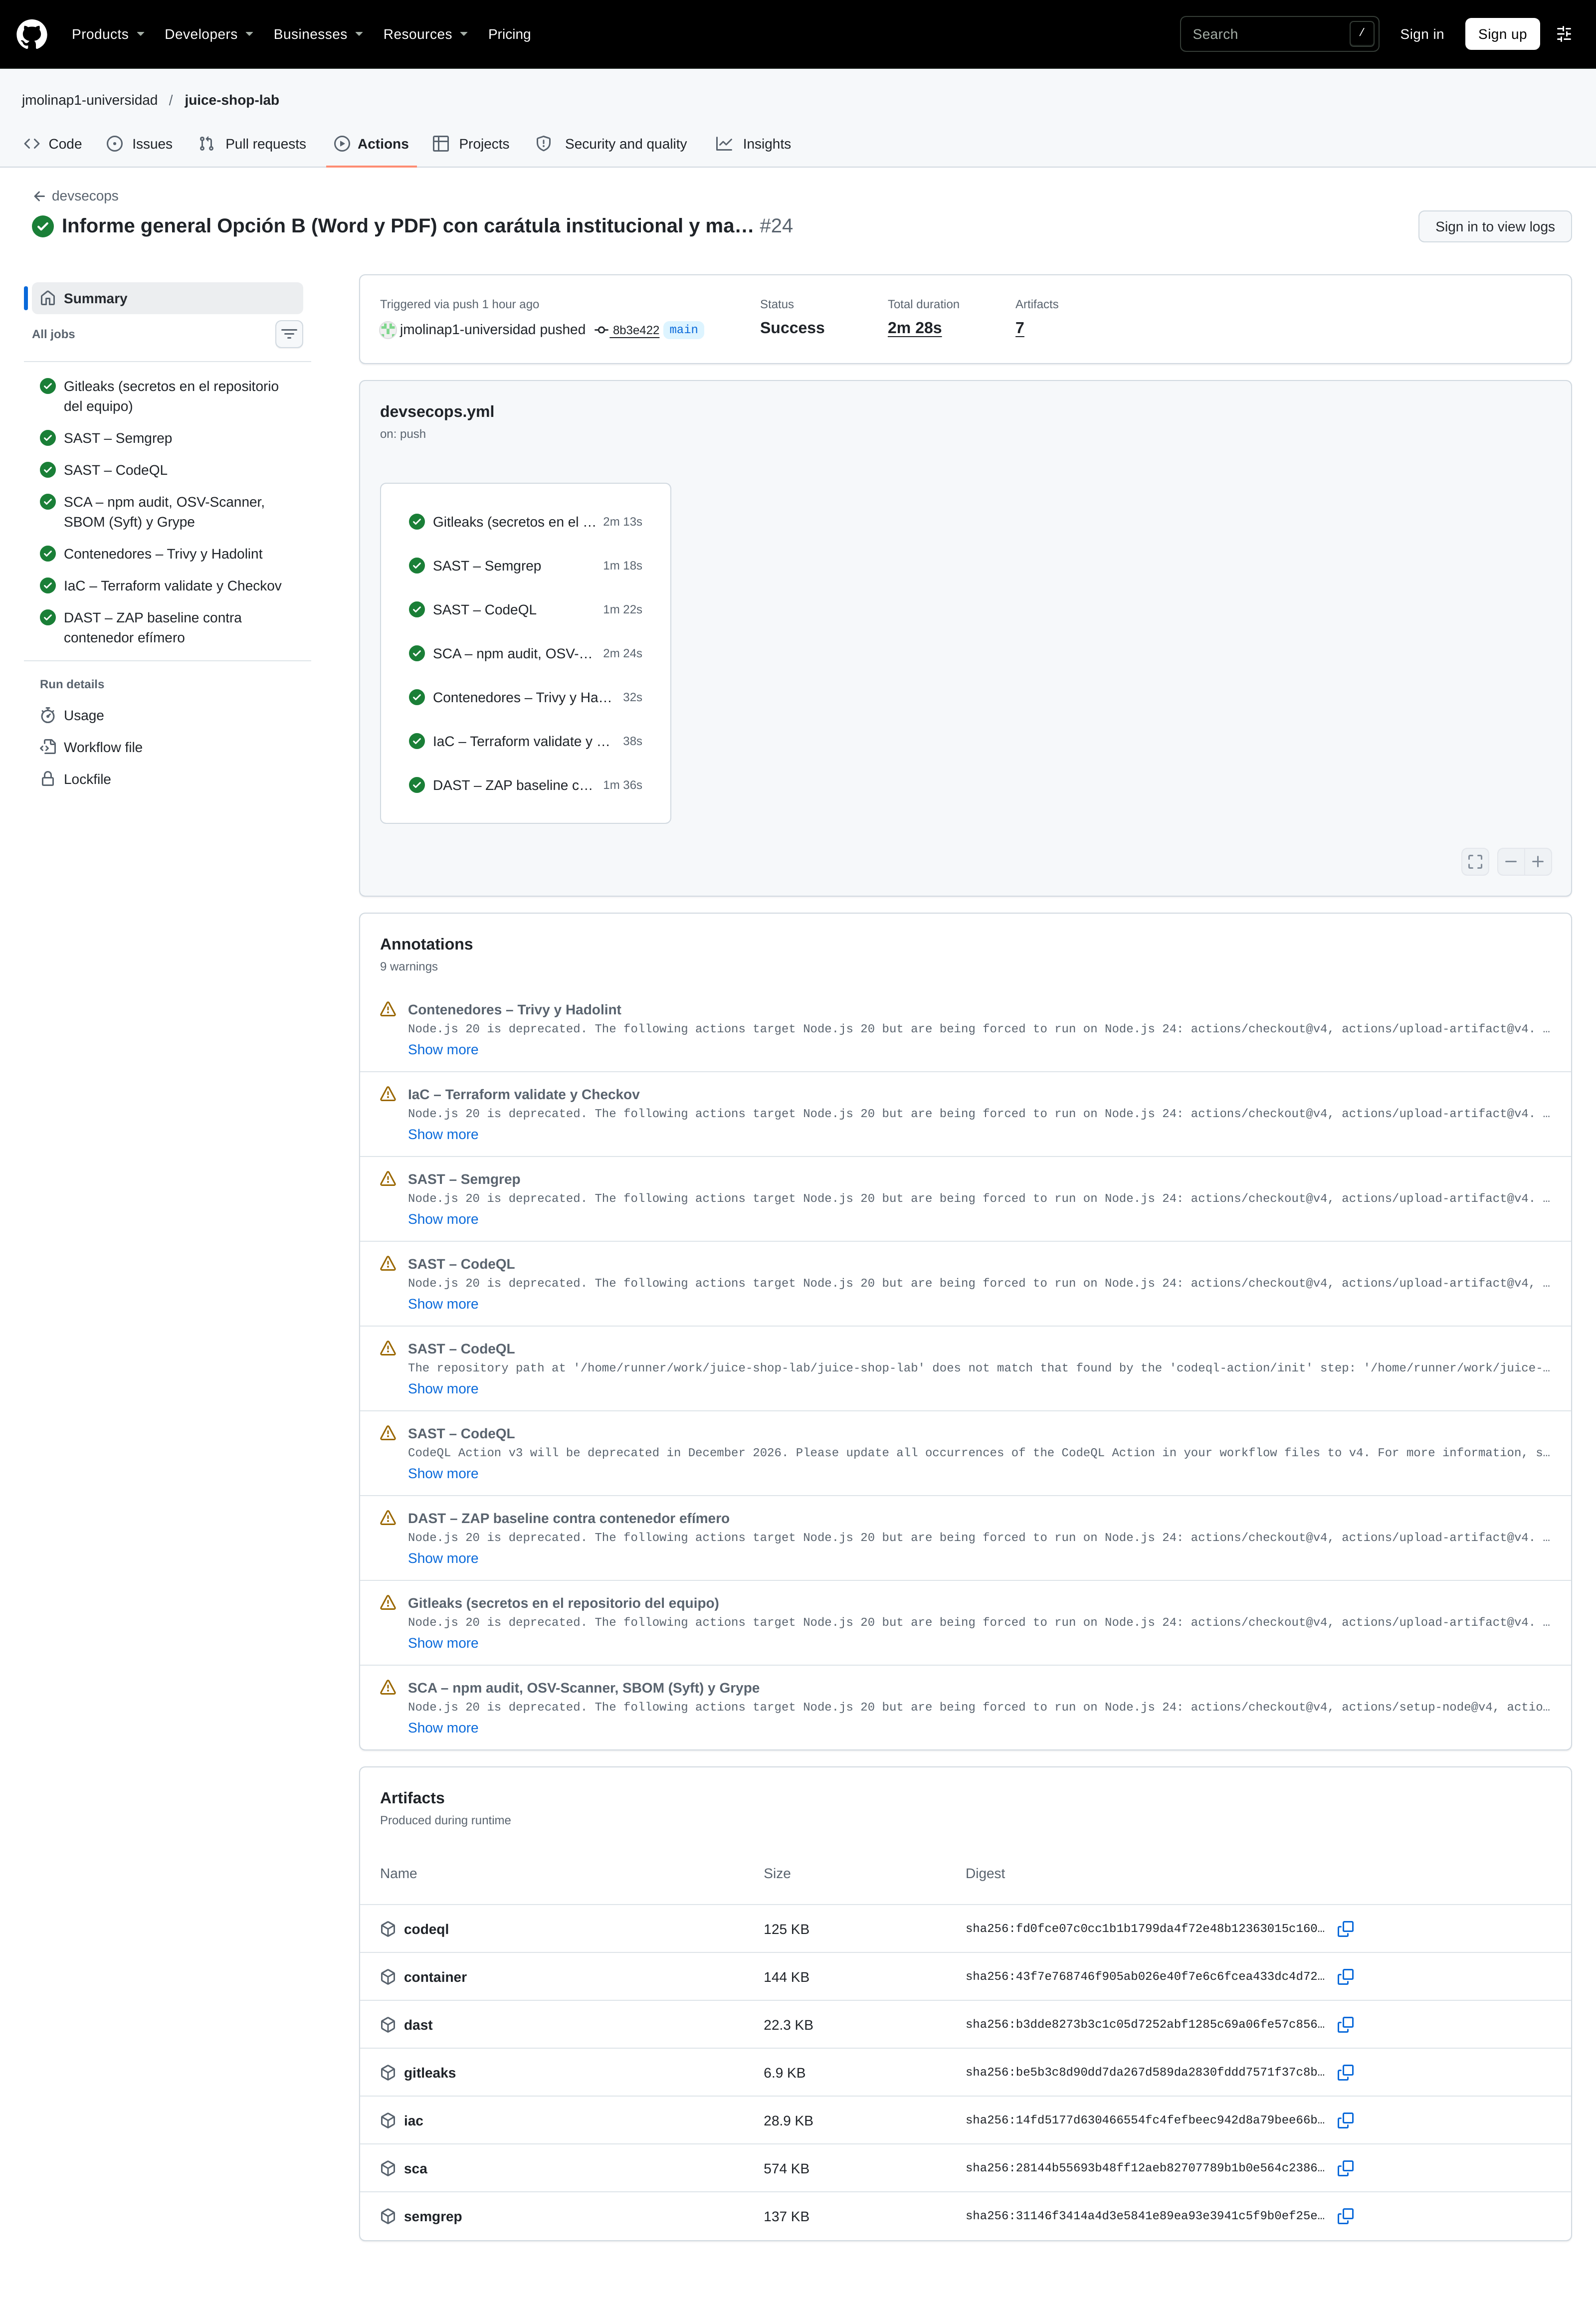 Products Developers Businesses Resources Pricing Search / Sign in Sign up
jmolinap1-universidad / juice-shop-lab
Code Issues Pull requests Actions Projects Security and quality Insights
devsecops
Informe general Opción B (Word y PDF) con carátula institucional y ma… #24
Sign in to view logs
Summary
All jobs
Gitleaks (secretos en el repositorio
del equipo)
SAST – Semgrep
SAST – CodeQL
SCA – npm audit, OSV-Scanner,
SBOM (Syft) y Grype
Contenedores – Trivy y Hadolint
IaC – Terraform validate y Checkov
DAST – ZAP baseline contra
contenedor efímero
Run details
Usage
Workflow file
Lockfile
Triggered via push 1 hour ago
jmolinap1-universidad pushed 8b3e422 main
Status
Success
Total duration
2m 28s
Artifacts
7
devsecops.yml
on: push
Gitleaks (secretos en el … 2m 13s
SAST – Semgrep 1m 18s
SAST – CodeQL 1m 22s
SCA – npm audit, OSV-… 2m 24s
Contenedores – Trivy y Ha… 32s
IaC – Terraform validate y … 38s
DAST – ZAP baseline c… 1m 36s
Annotations
9 warnings
Contenedores – Trivy y Hadolint
Node.js 20 is deprecated. The following actions target Node.js 20 but are being forced to run on Node.js 24: actions/checkout@v4, actions/upload-artifact@v4. …
Show more
IaC – Terraform validate y Checkov
Node.js 20 is deprecated. The following actions target Node.js 20 but are being forced to run on Node.js 24: actions/checkout@v4, actions/upload-artifact@v4. …
Show more
SAST – Semgrep
Node.js 20 is deprecated. The following actions target Node.js 20 but are being forced to run on Node.js 24: actions/checkout@v4, actions/upload-artifact@v4. …
Show more
SAST – CodeQL
Node.js 20 is deprecated. The following actions target Node.js 20 but are being forced to run on Node.js 24: actions/checkout@v4, actions/upload-artifact@v4, …
Show more
SAST – CodeQL
The repository path at '/home/runner/work/juice-shop-lab/juice-shop-lab' does not match that found by the 'codeql-action/init' step: '/home/runner/work/juice-…
Show more
SAST – CodeQL
CodeQL Action v3 will be deprecated in December 2026. Please update all occurrences of the CodeQL Action in your workflow files to v4. For more information, s…
Show more
DAST – ZAP baseline contra contenedor efímero
Node.js 20 is deprecated. The following actions target Node.js 20 but are being forced to run on Node.js 24: actions/checkout@v4, actions/upload-artifact@v4. …
Show more
Gitleaks (secretos en el repositorio del equipo)
Node.js 20 is deprecated. The following actions target Node.js 20 but are being forced to run on Node.js 24: actions/checkout@v4, actions/upload-artifact@v4. …
Show more
SCA – npm audit, OSV-Scanner, SBOM (Syft) y Grype
Node.js 20 is deprecated. The following actions target Node.js 20 but are being forced to run on Node.js 24: actions/checkout@v4, actions/setup-node@v4, actio…
Show more
Artifacts
Produced during runtime
Name Size Digest
codeql 125 KB sha256:fd0fce07c0cc1b1b1799da4f72e48b12363015c160…
container 144 KB sha256:43f7e768746f905ab026e40f7e6c6fcea433dc4d72…
dast 22.3 KB sha256:b3dde8273b3c1c05d7252abf1285c69a06fe57c856…
gitleaks 6.9 KB sha256:be5b3c8d90dd7da267d589da2830fddd7571f37c8b…
iac 28.9 KB sha256:14fd5177d630466554fc4fefbeec942d8a79bee66b…
sca 574 KB sha256:28144b55693b48ff12aeb82707789b1b0e564c2386…
semgrep 137 KB sha256:31146f3414a4d3e5841e89ea93e3941c5f9b0ef25e…